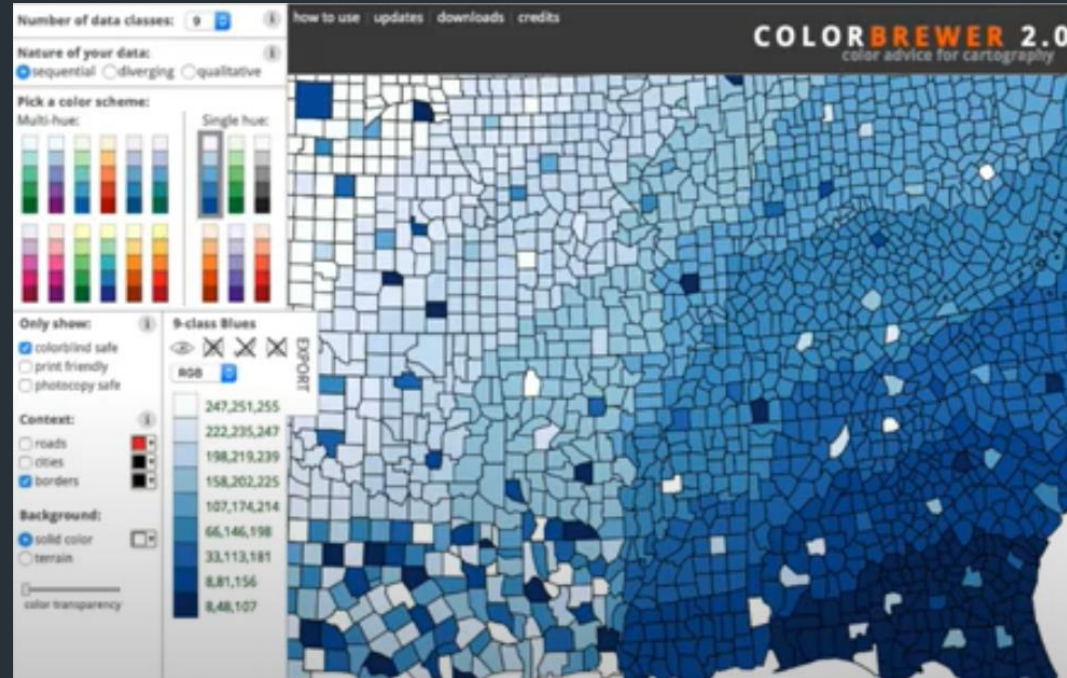 Number of data classes: 9 i
how to use | updates | downloads | credits
COLORBREWER 2.0
color advice for cartography
Nature of your data: i
sequential diverging qualitative
Pick a color scheme:
Multi-hue: Single hue:
Only show: i
colorblind safe
print friendly
photocopy safe
Context: i
roads
cities
borders
Background:
solid color
terrain
color transparency
9-class Blues
EXPORT
RGB
247,251,255
222,235,247
198,219,239
158,202,225
107,174,214
66,146,198
33,113,181
8,81,156
8,48,107